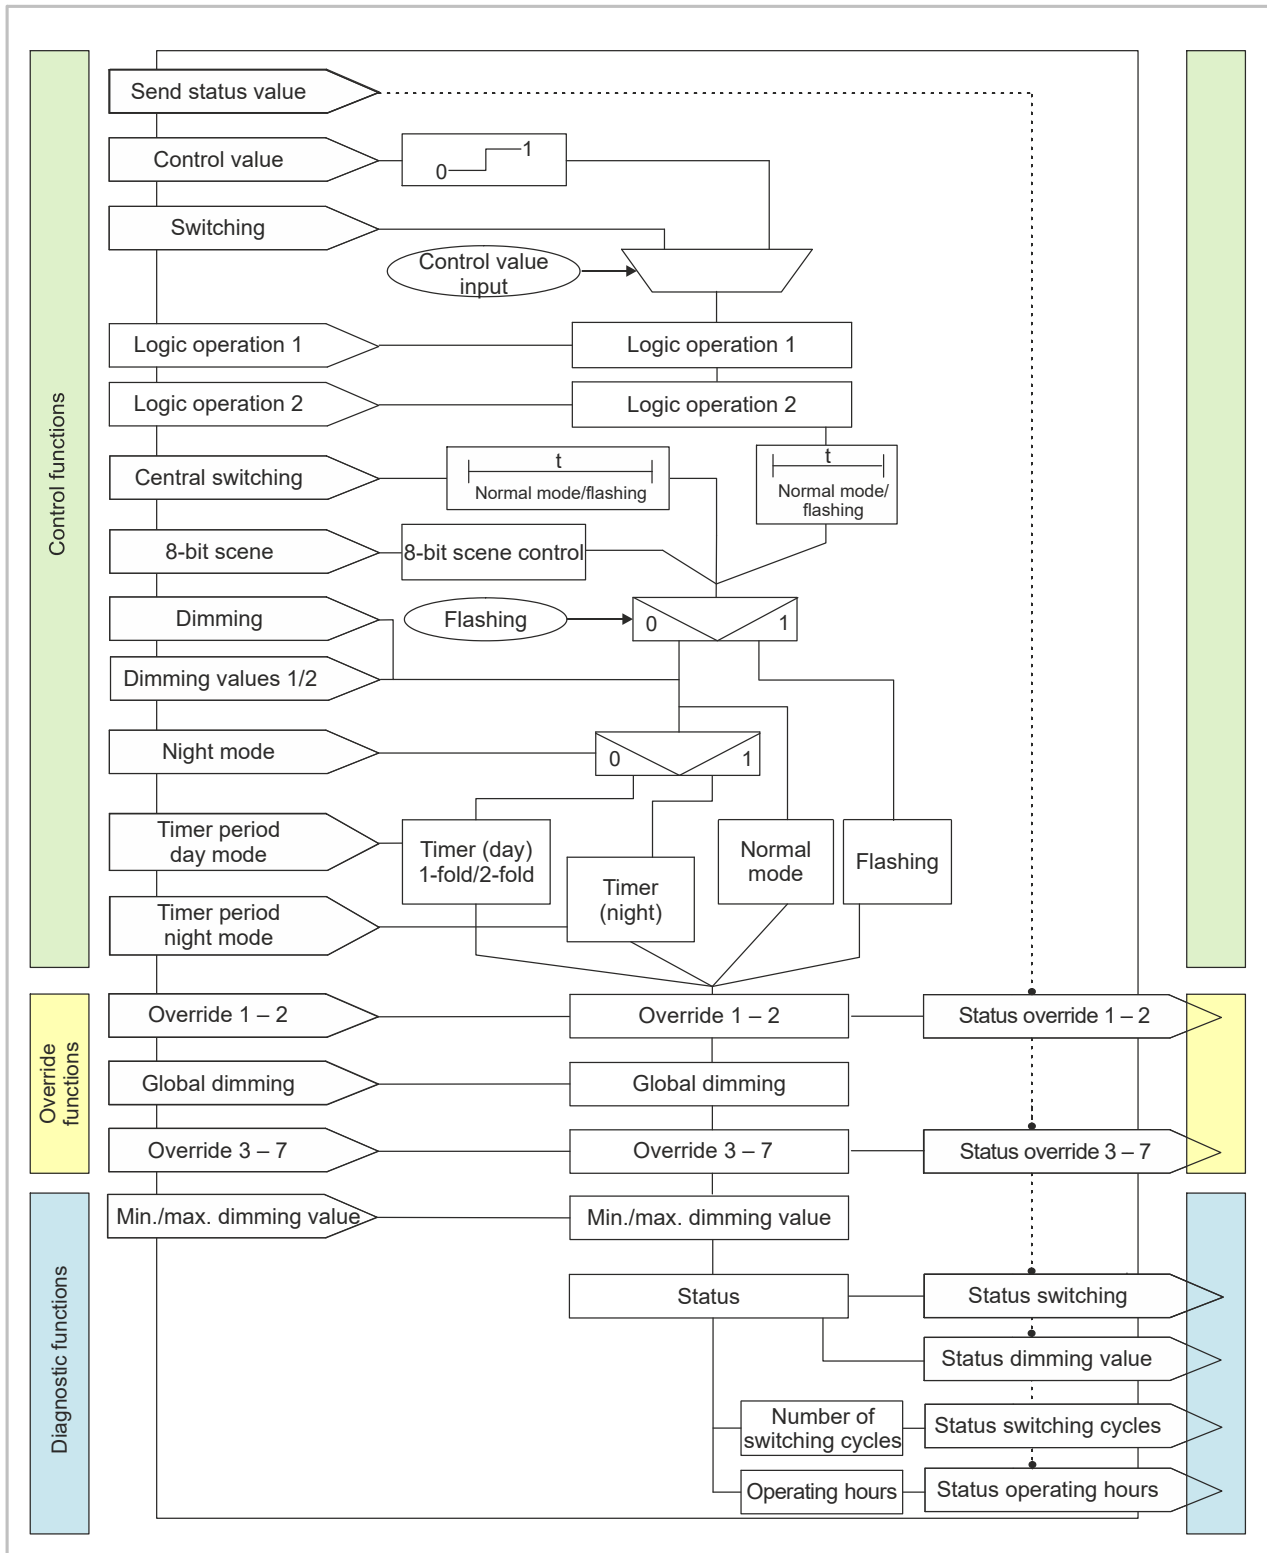 Send status value
Control value
0
1
Switching
Control value
input
Logic operation 1
Logic operation 1
Logic operation 2
Logic operation 2
Central switching
t
Normal mode/flashing
t
Normal mode/
flashing
8-bit scene
8-bit scene control
Dimming
Flashing
0
1
Dimming values 1/2
Night mode
0
1
Timer period
day mode
Timer (day)
1-fold/2-fold
Timer
(night)
Normal
mode
Flashing
Timer period
night mode
Control functions
Override 1 – 2
Override 1 – 2
Status override 1 – 2
Global dimming
Global dimming
Override 3 – 7
Override 3 – 7
Status override 3 – 7
Override
functions
Min./max. dimming value
Min./max. dimming value
Status
Status switching
Status dimming value
Number of
switching cycles
Status switching cycles
Operating hours
Status operating hours
Diagnostic functions